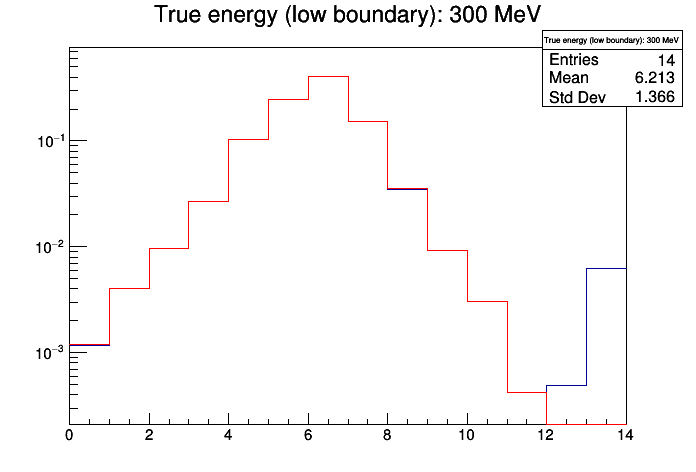 True energy (low boundary): 300 MeV
True energy (low boundary): 300 MeV
Entries 14
Mean 6.213
Std Dev 1.366
10⁻¹
10⁻²
10⁻³
0 2 4 6 8 10 12 14